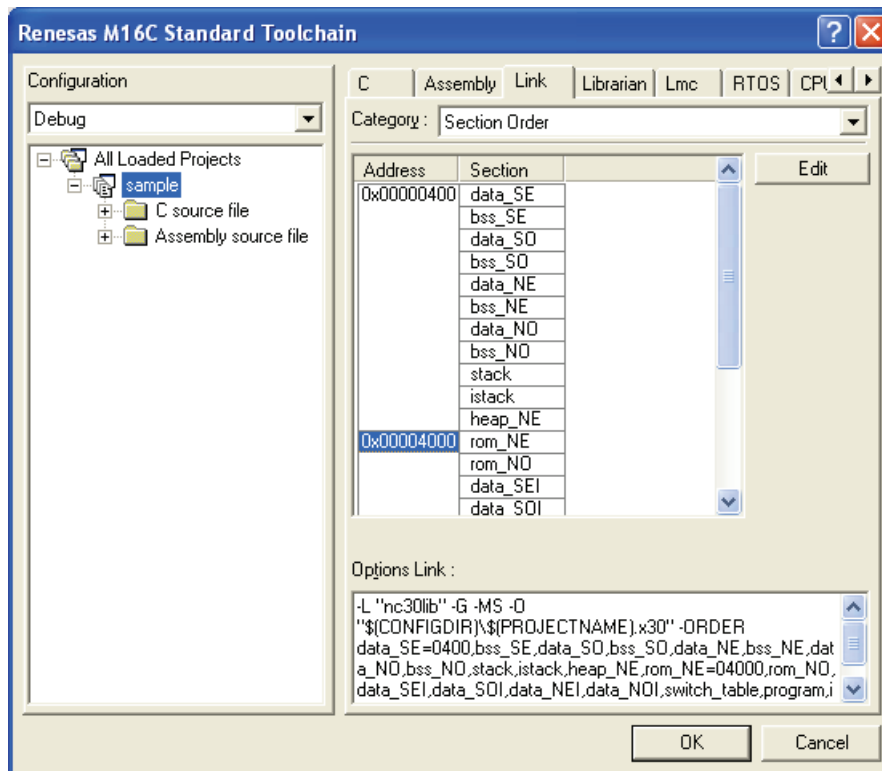 Renesas M16C Standard Toolchain
Configuration
Debug
All Loaded Projects
sample
C source file
Assembly source file
C Assembly Link Librarian Lmc RTOS CPU
Category : Section Order
Address Section
0x00000400 data_SE
bss_SE
data_SO
bss_SO
data_NE
bss_NE
data_NO
bss_NO
stack
istack
heap_NE
0x00004000 rom_NE
rom_NO
data_SEI
data_SOI
Edit
Options Link :
-L "nc30lib" -G -MS -O
"$(CONFIGDIR)\$(PROJECTNAME).x30" -ORDER
data_SE=0400,bss_SE,data_SO,bss_SO,data_NE,bss_NE,dat
a_NO,bss_NO,stack,istack,heap_NE,rom_NE=04000,rom_NO,
data_SEI,data_SOI,data_NEI,data_NOI,switch_table,program,i
OK Cancel